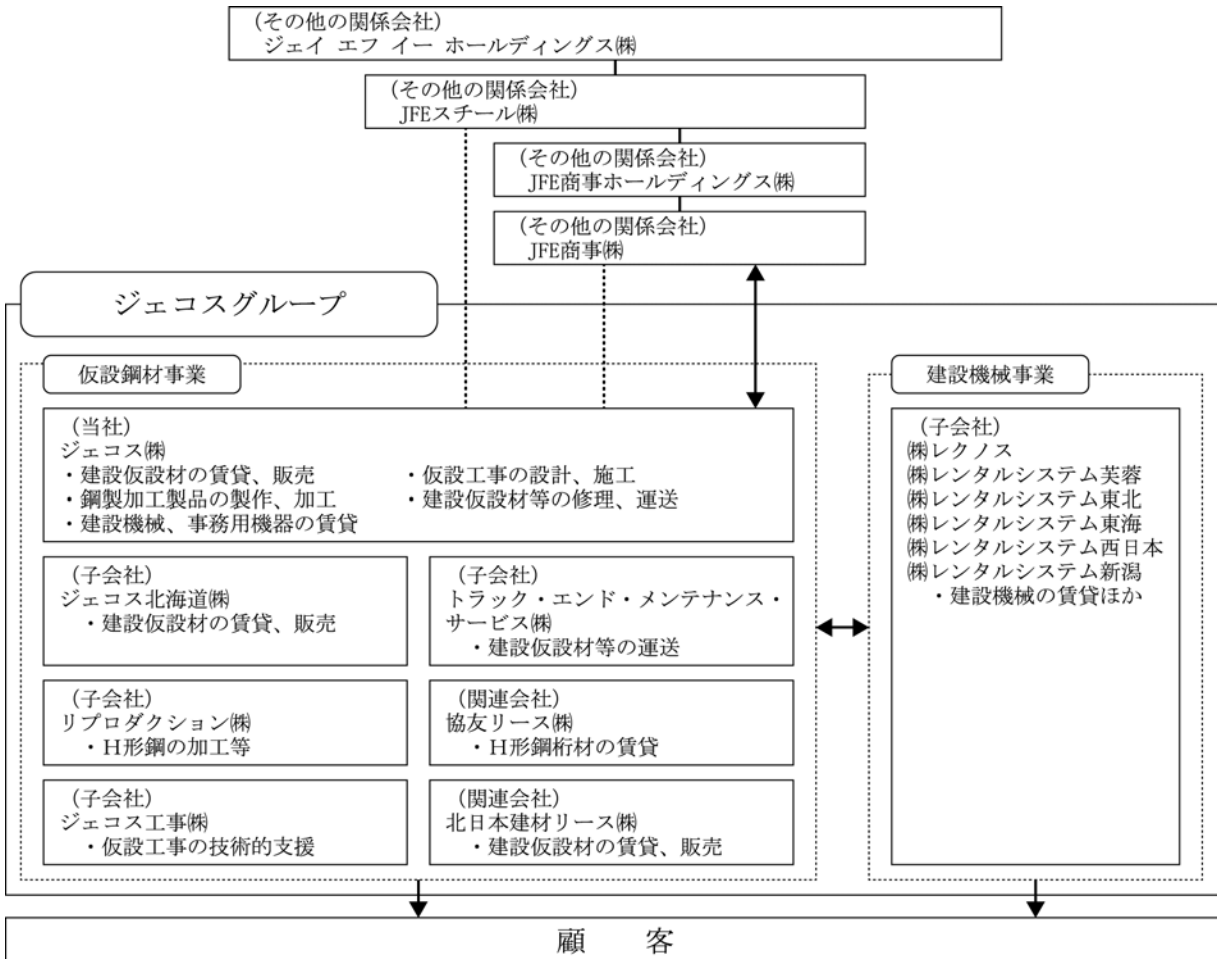 (その他の関係会社)
ジェイ エフ イー ホールディングス㈱
(その他の関係会社)
JFEスチール㈱
(その他の関係会社)
JFE商事ホールディングス㈱
(その他の関係会社)
JFE商事㈱
ジェコスグループ
仮設鋼材事業
(当社)
ジェコス㈱
・建設仮設材の賃貸、販売
・仮設工事の設計、施工
・鋼製加工製品の製作、加工
・建設仮設材等の修理、運送
・建設機械、事務用機器の賃貸
(子会社)
ジェコス北海道㈱
・建設仮設材の賃貸、販売
(子会社)
トラック・エンド・メンテナンス・
サービス㈱
・建設仮設材等の運送
(子会社)
リプロダクション㈱
・H形鋼の加工等
(関連会社)
協友リース㈱
・H形鋼桁材の賃貸
(子会社)
ジェコス工事㈱
・仮設工事の技術的支援
(関連会社)
北日本建材リース㈱
・建設仮設材の賃貸、販売
建設機械事業
(子会社)
㈱レクノス
㈱レンタルシステム芙蓉
㈱レンタルシステム東北
㈱レンタルシステム東海
㈱レンタルシステム西日本
㈱レンタルシステム新潟
・建設機械の賃貸ほか
顧 客